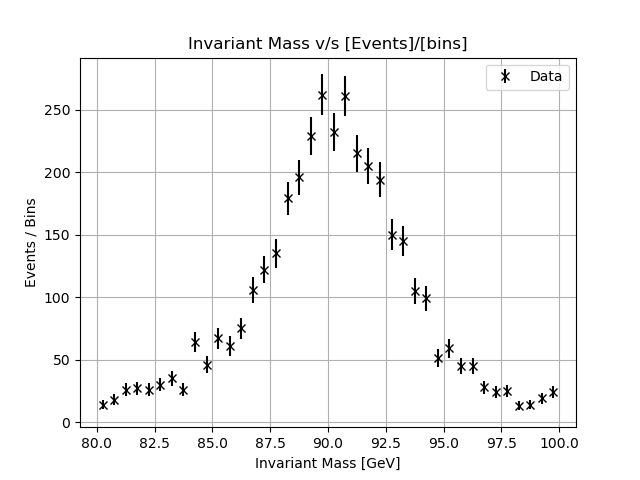 Invariant Mass v/s [Events]/[bins]
Data
250
200
150
100
50
0
Events / Bins
80.0 82.5 85.0 87.5 90.0 92.5 95.0 97.5 100.0
Invariant Mass [GeV]